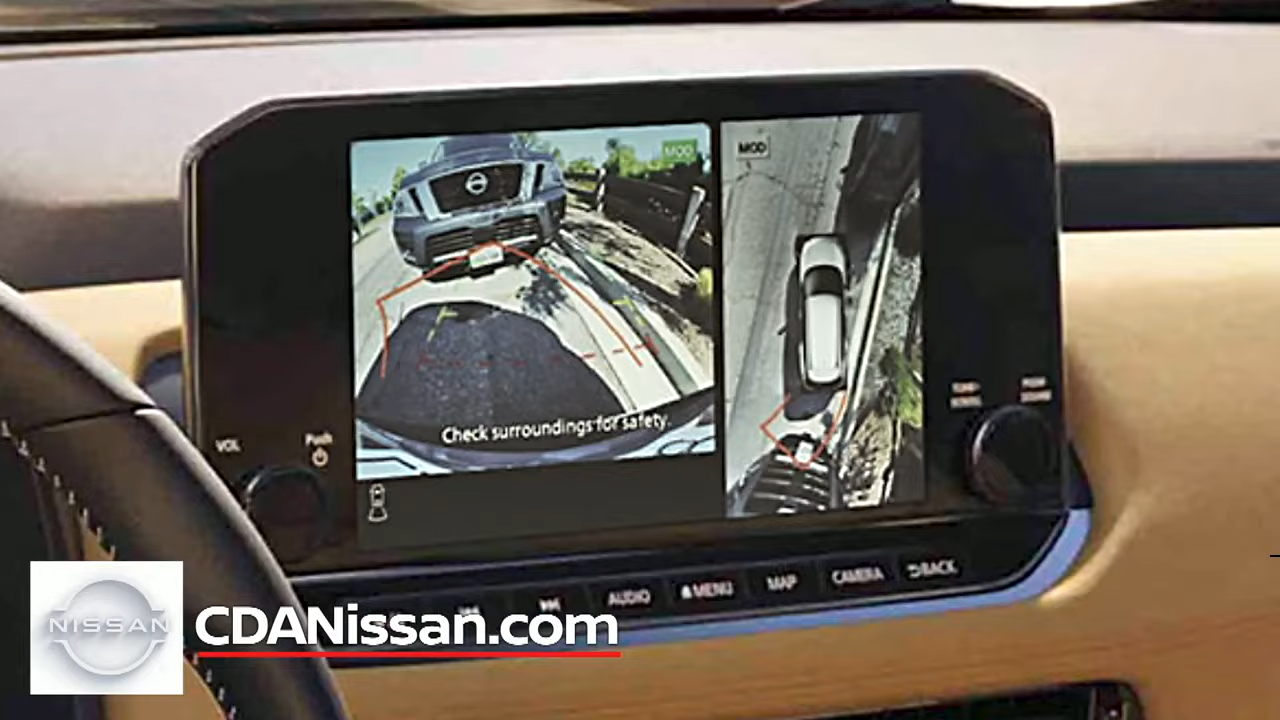 MOD
MOD
Check surroundings for safety.
VOL
Push
AUDIO
MENU
MAP
CAMERA
BACK
NISSAN
CDANissan.com